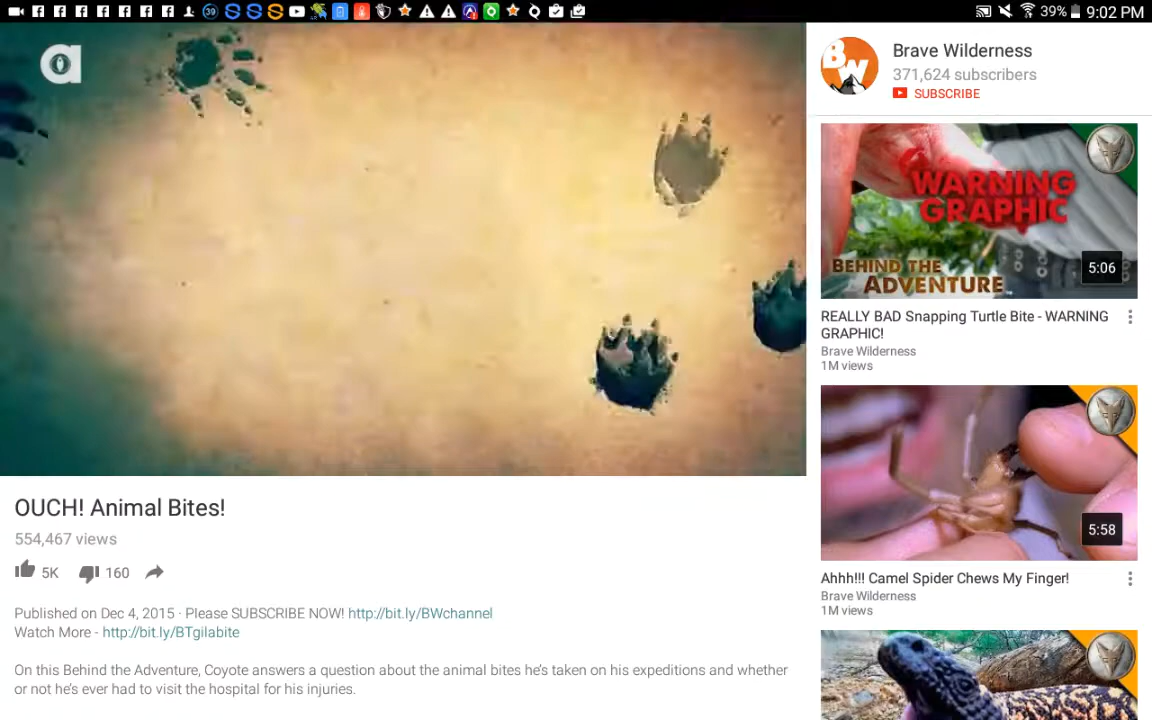 39
39%
9:02 PM
a
OUCH! Animal Bites!
554,467 views
5K
160
Published on Dec 4, 2015 · Please SUBSCRIBE NOW! http://bit.ly/BWchannel
Watch More - http://bit.ly/BTgilabite
On this Behind the Adventure, Coyote answers a question about the animal bites he's taken on his expeditions and whether
or not he's ever had to visit the hospital for his injuries.
BW
Brave Wilderness
371,624 subscribers
SUBSCRIBE
WARNING
GRAPHIC
BEHIND THE
ADVENTURE
5:06
REALLY BAD Snapping Turtle Bite - WARNING
GRAPHIC!
Brave Wilderness
1M views
5:58
Ahhh!!! Camel Spider Chews My Finger!
Brave Wilderness
1M views